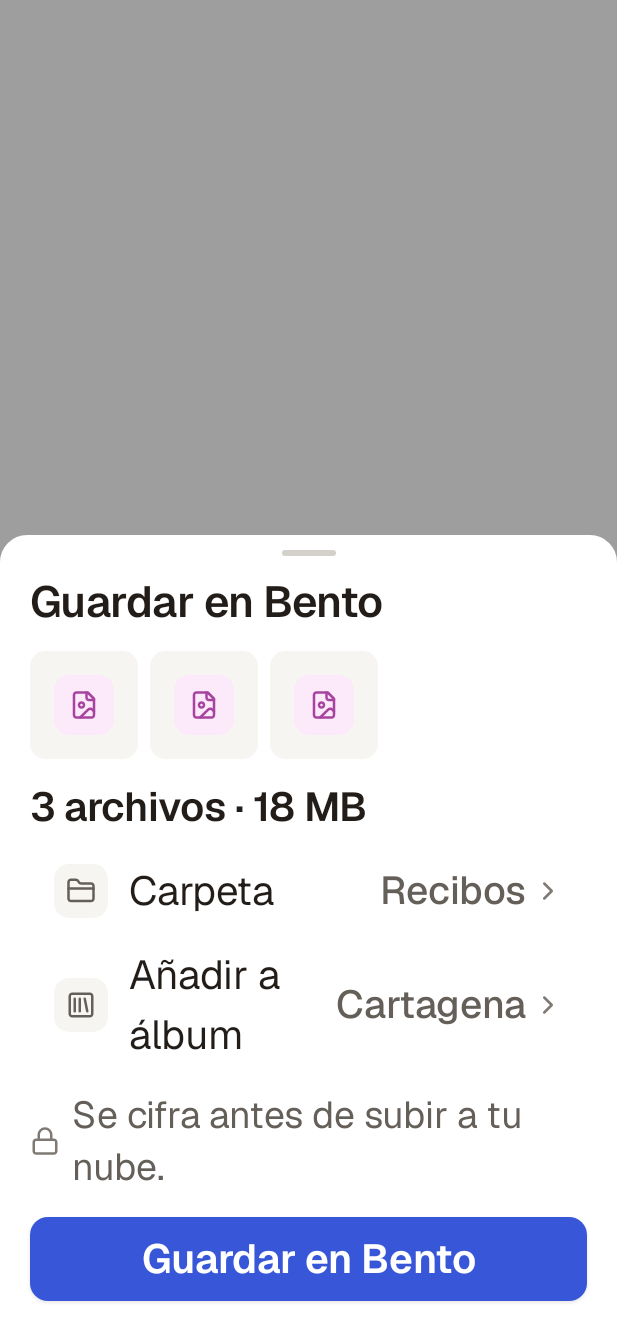 Guardar en Bento
3 archivos · 18 MB
Carpeta
Recibos
Añadir a
álbum
Cartagena
Se cifra antes de subir a tu
nube.
Guardar en Bento